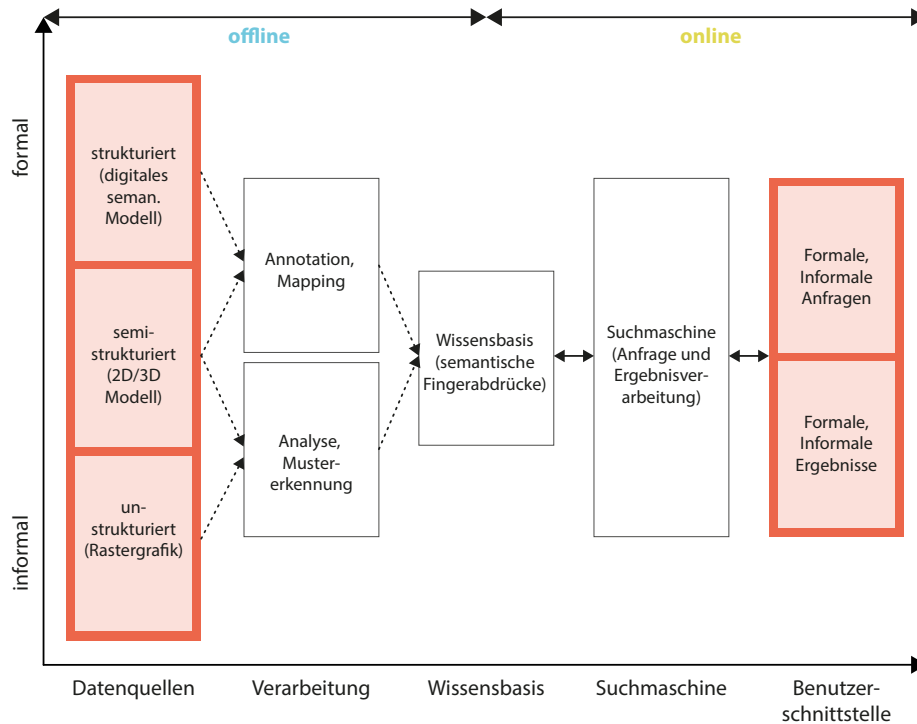 offline
online
formal
informal
strukturiert
(digitales
seman.
Modell)
semi-
strukturiert
(2D/3D
Modell)
un-
strukturiert
(Rastergrafik)
Annotation,
Mapping
Analyse,
Muster-
erkennung
Wissensbasis
(semantische
Fingerabdrücke)
Suchmaschine
(Anfrage und
Ergebnisver-
arbeitung)
Formale,
Informale
Anfragen
Formale,
Informale
Ergebnisse
Datenquellen
Verarbeitung
Wissensbasis
Suchmaschine
Benutzer-
schnittstelle